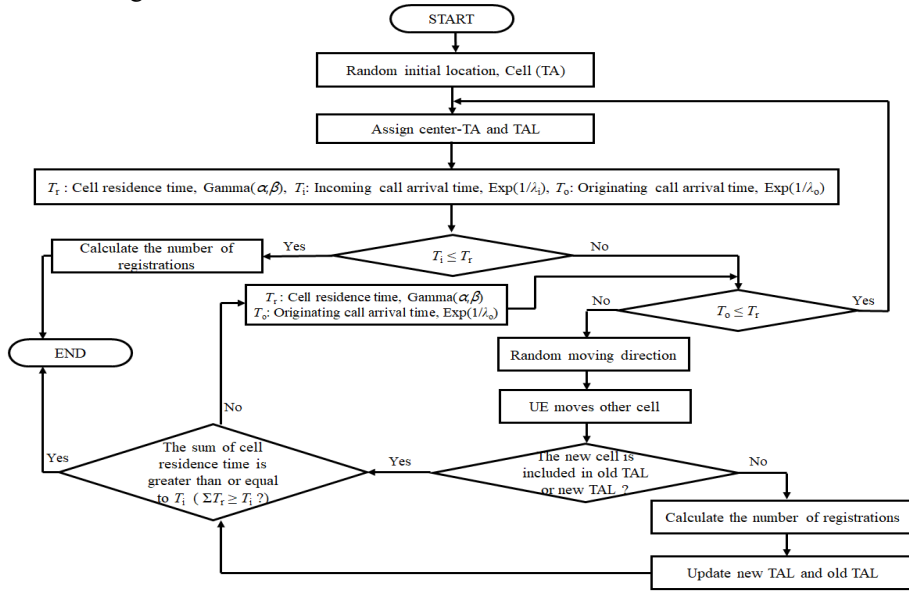 START
Random initial location, Cell (TA)
Assign center-TA and TAL
Tr : Cell residence time, Gamma(α,β), Ti: Incoming call arrival time, Exp(1/λi), To: Originating call arrival time, Exp(1/λo)
Yes
Ti ≤ Tr
No
Calculate the number of
registrations
Tr : Cell residence time, Gamma(α,β)
To: Originating call arrival time, Exp(1/λo)
No
To ≤ Tr
Yes
END
Random moving direction
UE moves other cell
No
The sum of cell
residence time is
greater than or equal
to Ti ( ΣTr ≥ Ti ?)
Yes
Yes
The new cell is
included in old TAL
or new TAL ?
No
Calculate the number of registrations
Update new TAL and old TAL